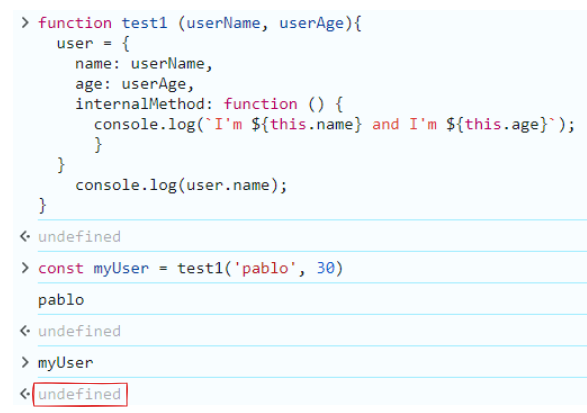 > function test1 (userName, userAge){
user = {
name: userName,
age: userAge,
internalMethod: function () {
console.log(`I'm ${this.name} and I'm ${this.age}`);
}
}
console.log(user.name);
}
undefined
> const myUser = test1('pablo', 30)
pablo
undefined
> myUser
undefined